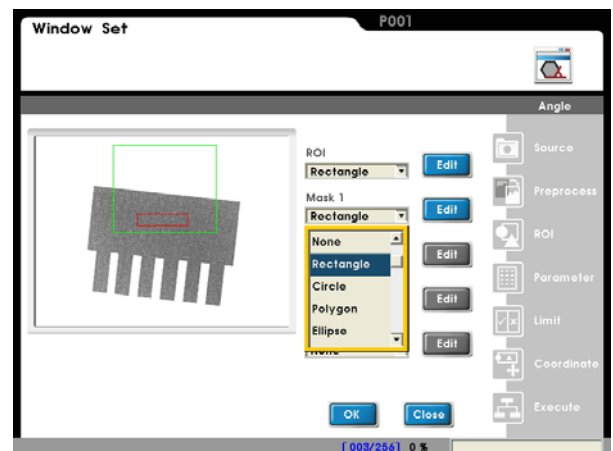 Window Set
P001
Angle
ROI
Rectangle
Edit
Mask 1
Rectangle
Edit
None
Rectangle
Circle
Polygon
Ellipse
Edit
Edit
Edit
None
OK
Close
Source
Preprocess
ROI
Parameter
Limit
Coordinate
Execute
[003/256] 0 %